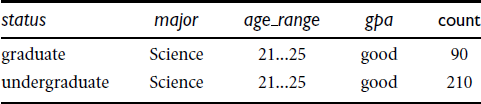 status major age_range gpa count
graduate Science 21...25 good 90
undergraduate Science 21...25 good 210